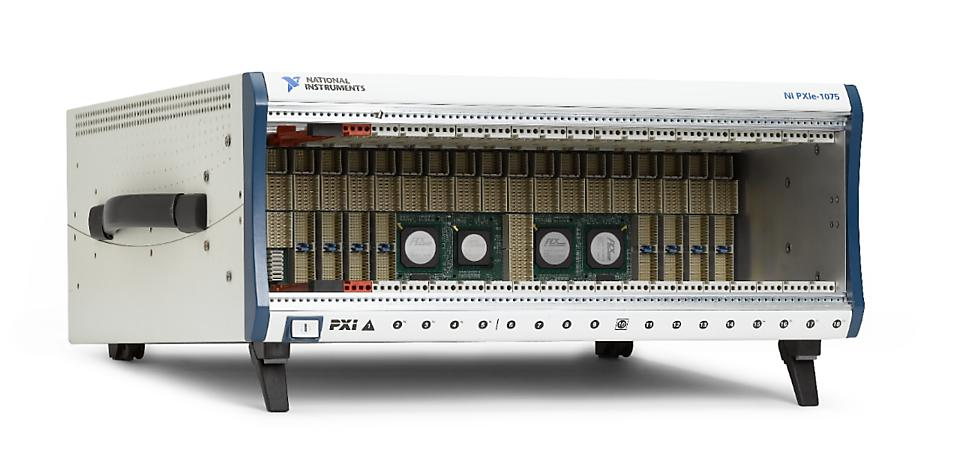 NATIONAL
INSTRUMENTS
NI PXIe-1075
PXI 2 3 4 5 6 7 8 9 10 11 12 13 14 15 16 17 18